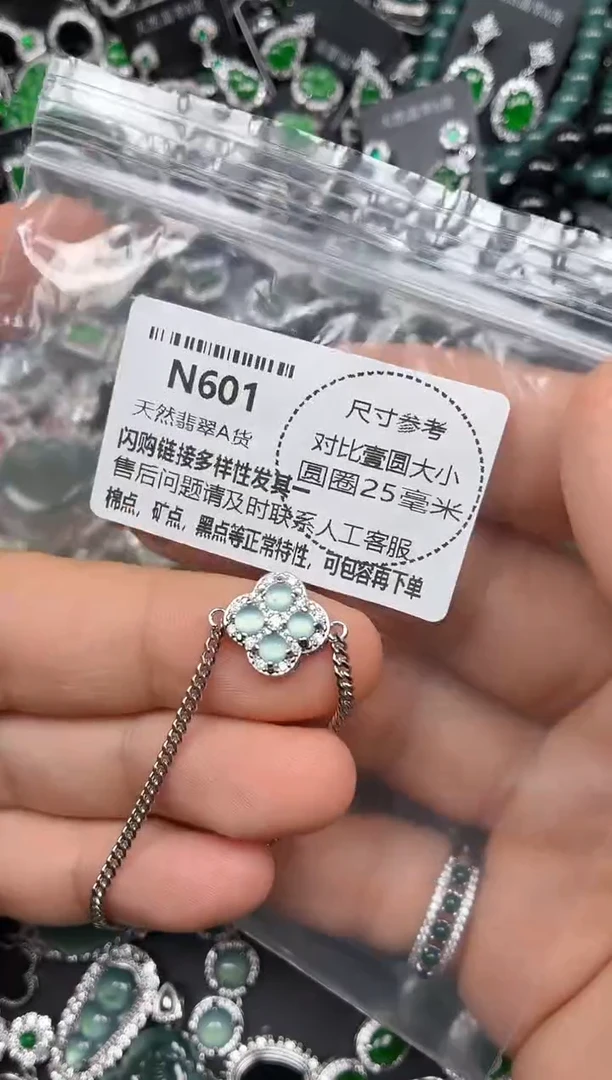 N601
天然翡翠A货
闪购链接多样性发其一
售后问题请及时联系人工客服
棉点，矿点，黑点等正常特性，可包容再下单
尺寸参考
对比壹圆大小
圆圈25毫米